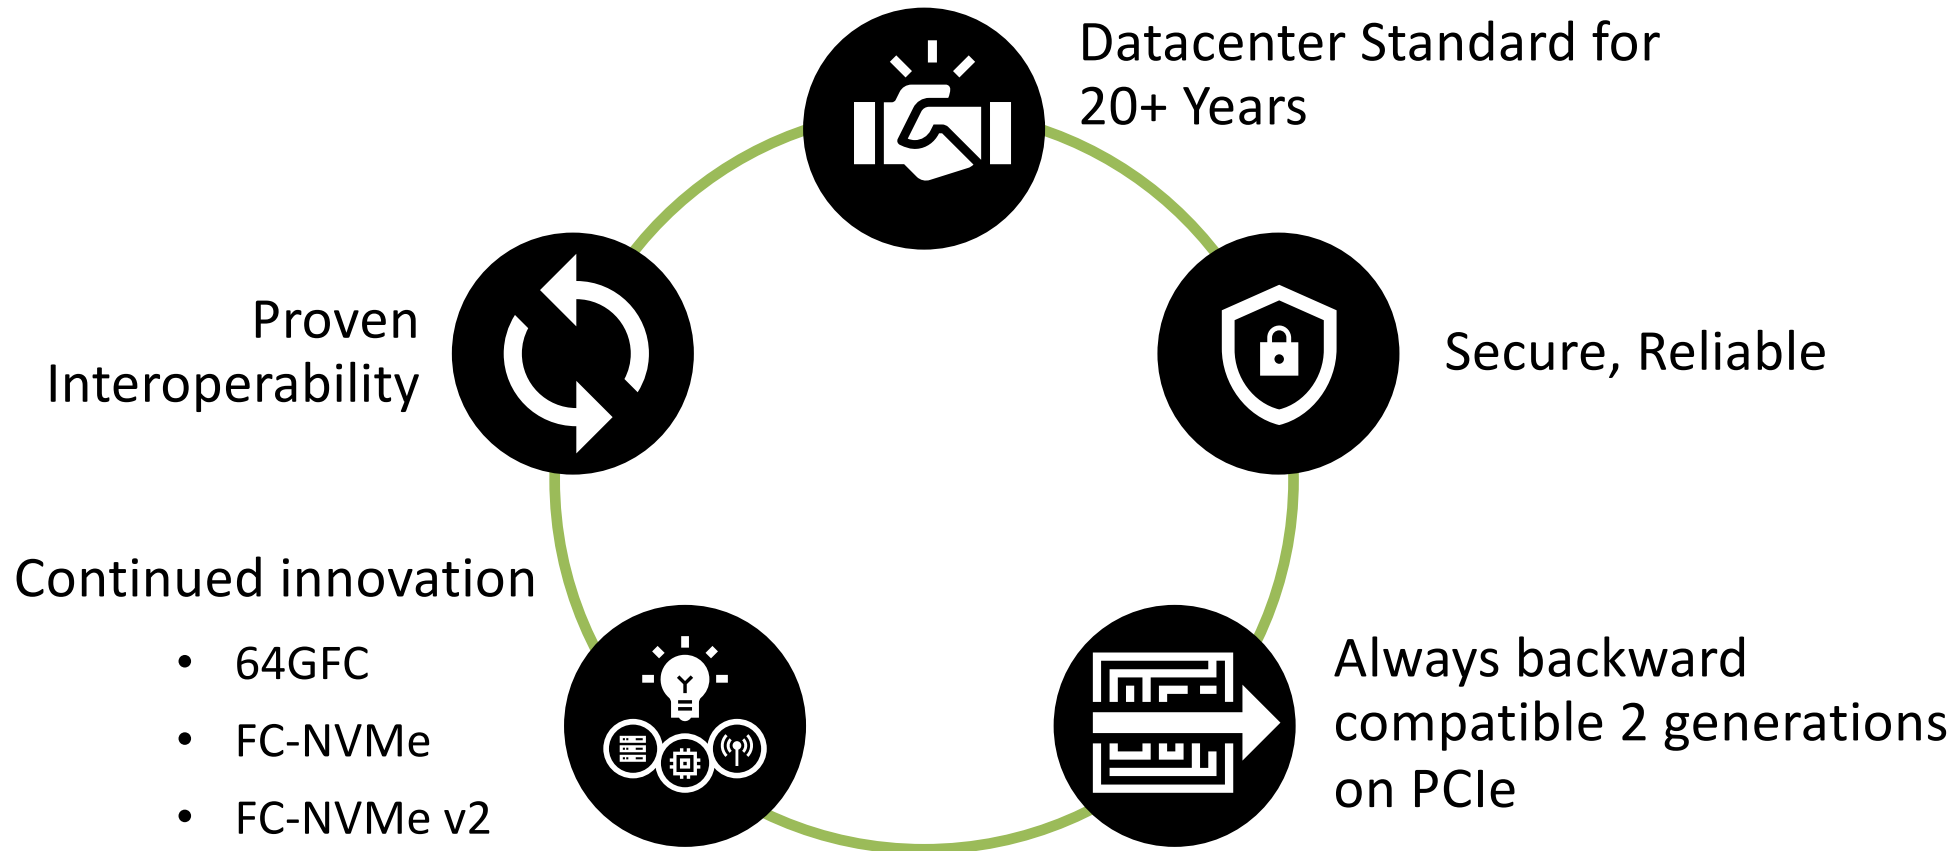 Datacenter Standard for
20+ Years
Secure, Reliable
Always backward
compatible 2 generations
on PCIe
Continued innovation
• 64GFC
• FC-NVMe
• FC-NVMe v2
Proven
Interoperability